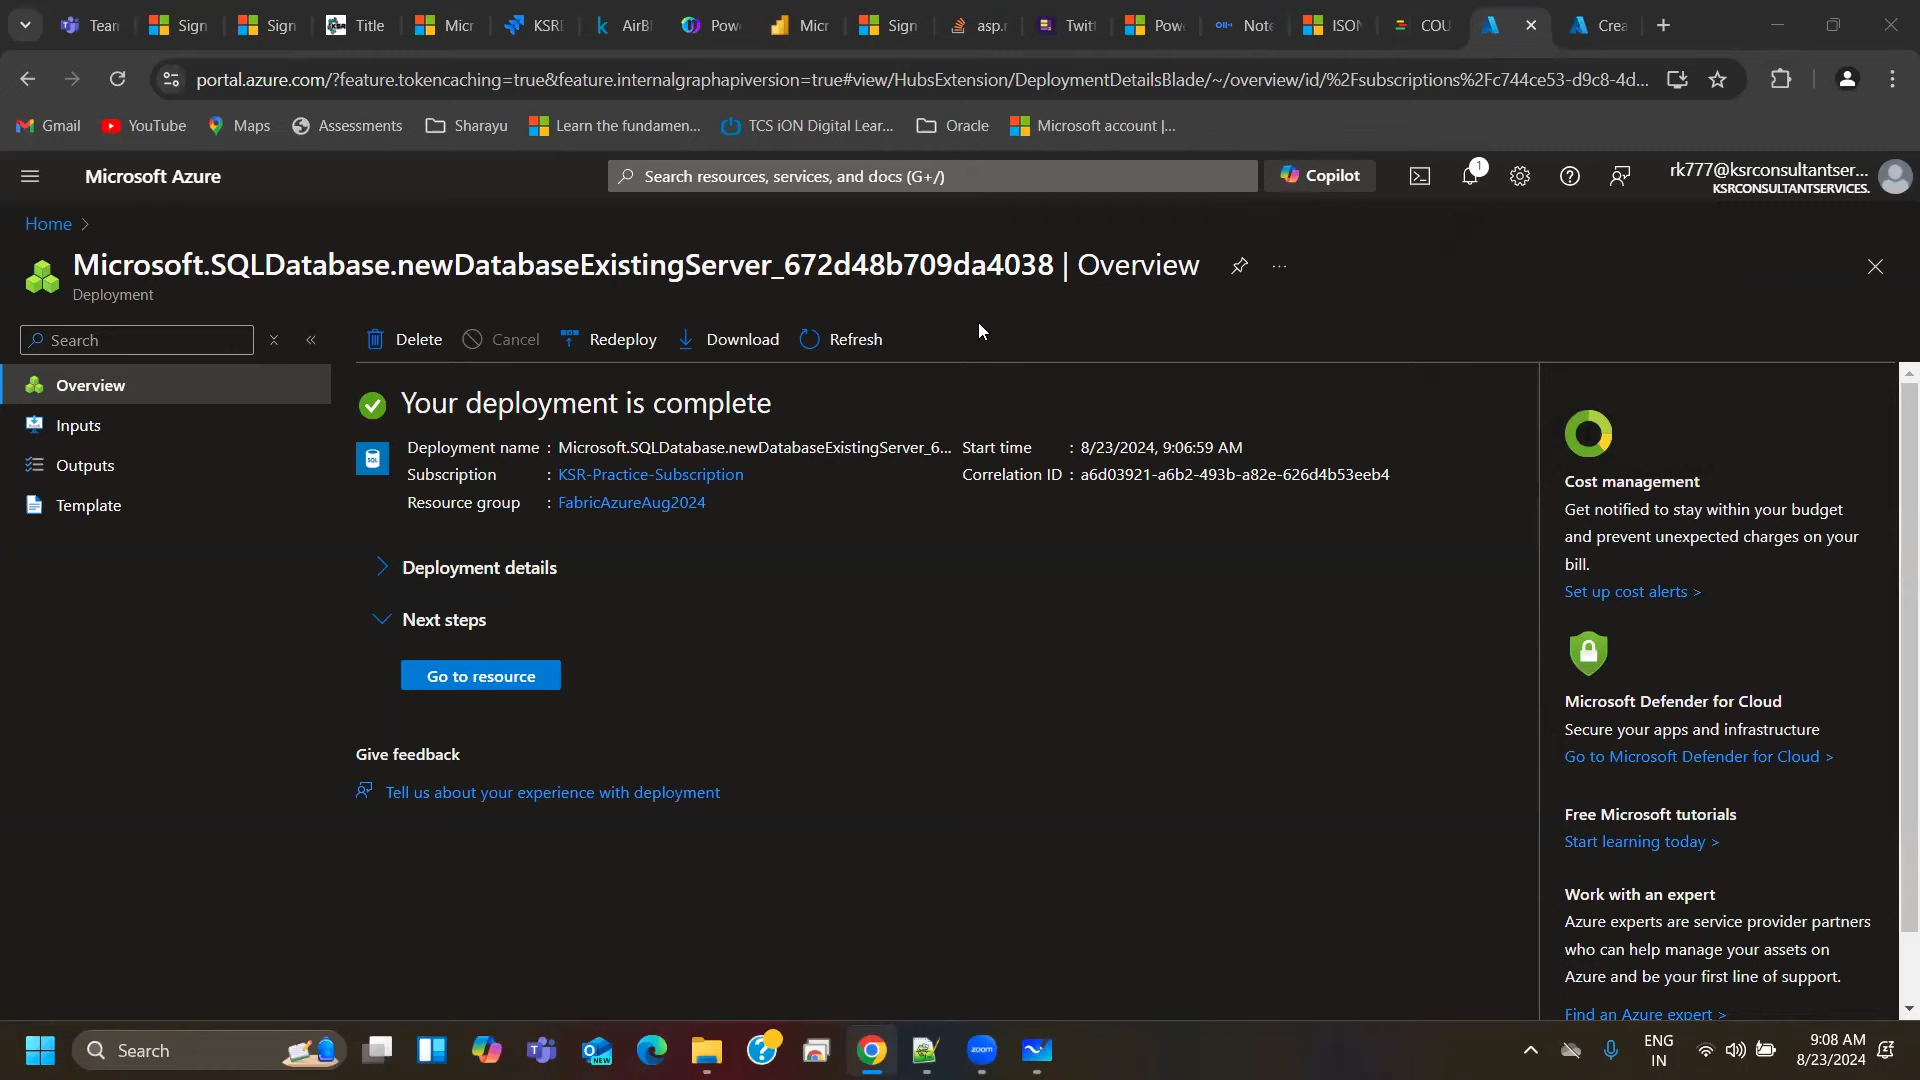 Team
Sign
Sign
Title
Micr
KSRI
AirBl
Powe
Micr
Sign
asp.r
Twitt
Powe
Note
ISON
COU
Crea
portal.azure.com/?feature.tokencaching=true&feature.internalgraphapiversion=true#view/HubsExtension/DeploymentDetailsBlade/~/overview/id/%2Fsubscriptions%2Fc744ce53-d9c8-4d...
Gmail
YouTube
Maps
Assessments
Sharayu
Learn the fundamen...
TCS iON Digital Lear...
Oracle
Microsoft account |...
Microsoft Azure
Search resources, services, and docs (G+/)
Copilot
1
rk777@ksrconsultantser...
KSRCONSULTANTSERVICES.
Home >
Microsoft.SQLDatabase.newDatabaseExistingServer_672d48b709da4038 | Overview
Deployment
Search
Delete
Cancel
Redeploy
Download
Refresh
Overview
Inputs
Outputs
Template
Your deployment is complete
SQL
Deployment name : Microsoft.SQLDatabase.newDatabaseExistingServer_6...
Subscription : KSR-Practice-Subscription
Resource group : FabricAzureAug2024
Start time : 8/23/2024, 9:06:59 AM
Correlation ID : a6d03921-a6b2-493b-a82e-626d4b53eeb4
Deployment details
Next steps
Go to resource
Give feedback
Tell us about your experience with deployment
Cost management
Get notified to stay within your budget
and prevent unexpected charges on your
bill.
Set up cost alerts >
Microsoft Defender for Cloud
Secure your apps and infrastructure
Go to Microsoft Defender for Cloud >
Free Microsoft tutorials
Start learning today >
Work with an expert
Azure experts are service provider partners
who can help manage your assets on
Azure and be your first line of support.
Find an Azure expert >
Search
NEW
zoom
ENG
IN
9:08 AM
8/23/2024